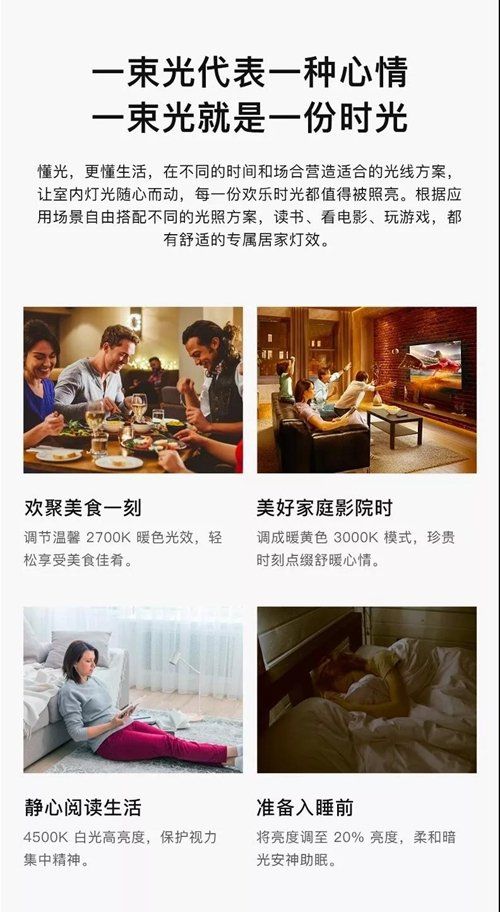 一束光代表一种心情
一束光就是一份时光
懂光，更懂生活，在不同的时间和场合营造适合的光线方案，
让室内灯光随心而动，每一份欢乐时光都值得被照亮。根据应
用场景自由搭配不同的光照方案，读书、看电影、玩游戏，都
有舒适的专属居家灯效。
欢聚美食一刻
调节温馨 2700K 暖色光效，轻
松享受美食佳肴。
美好家庭影院时
调成暖黄色 3000K 模式，珍贵
时刻点缀舒暖心情。
静心阅读生活
4500K 白光高亮度，保护视力
集中精神。
准备入睡前
将亮度调至 20% 亮度，柔和暗
光安神助眠。